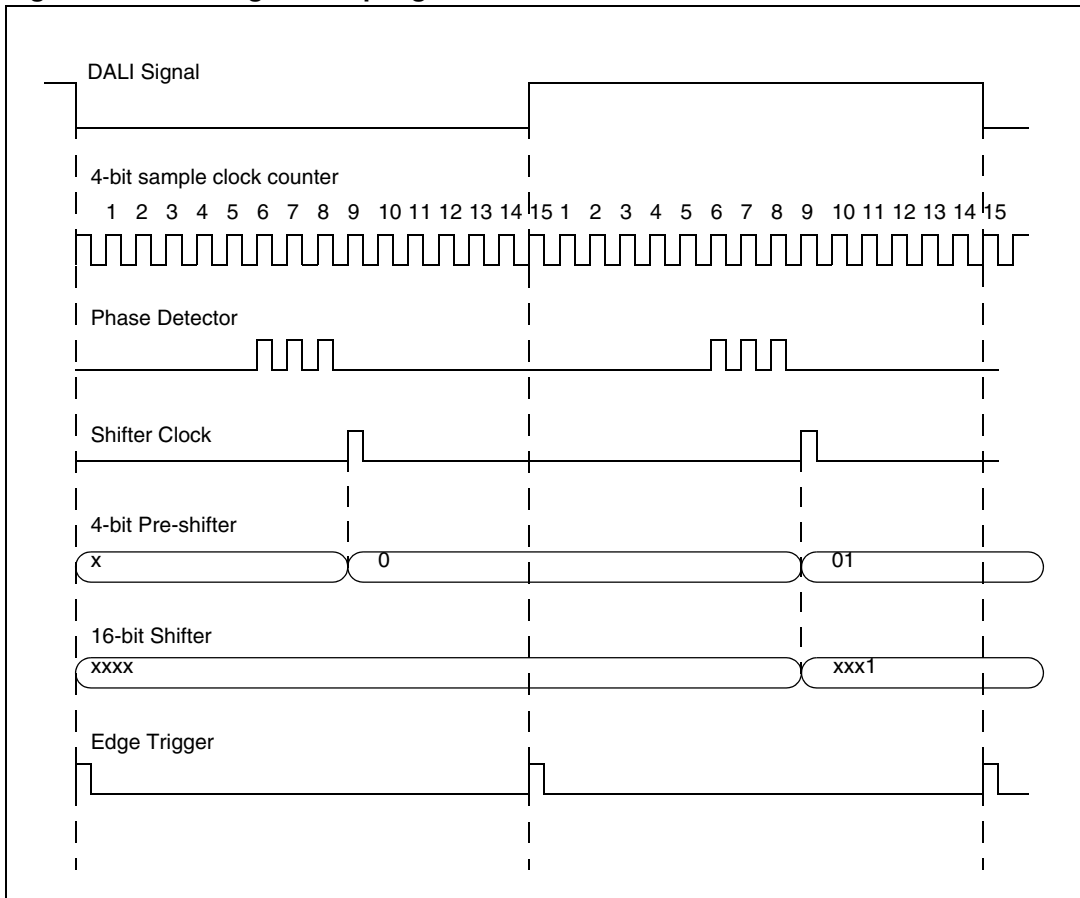 DALI Signal
4-bit sample clock counter
1 2 3 4 5 6 7 8 9 10 11 12 13 14 15 1 2 3 4 5 6 7 8 9 10 11 12 13 14 15
Phase Detector
Shifter Clock
4-bit Pre-shifter
x 0 01
16-bit Shifter
xxxx xxx1
Edge Trigger